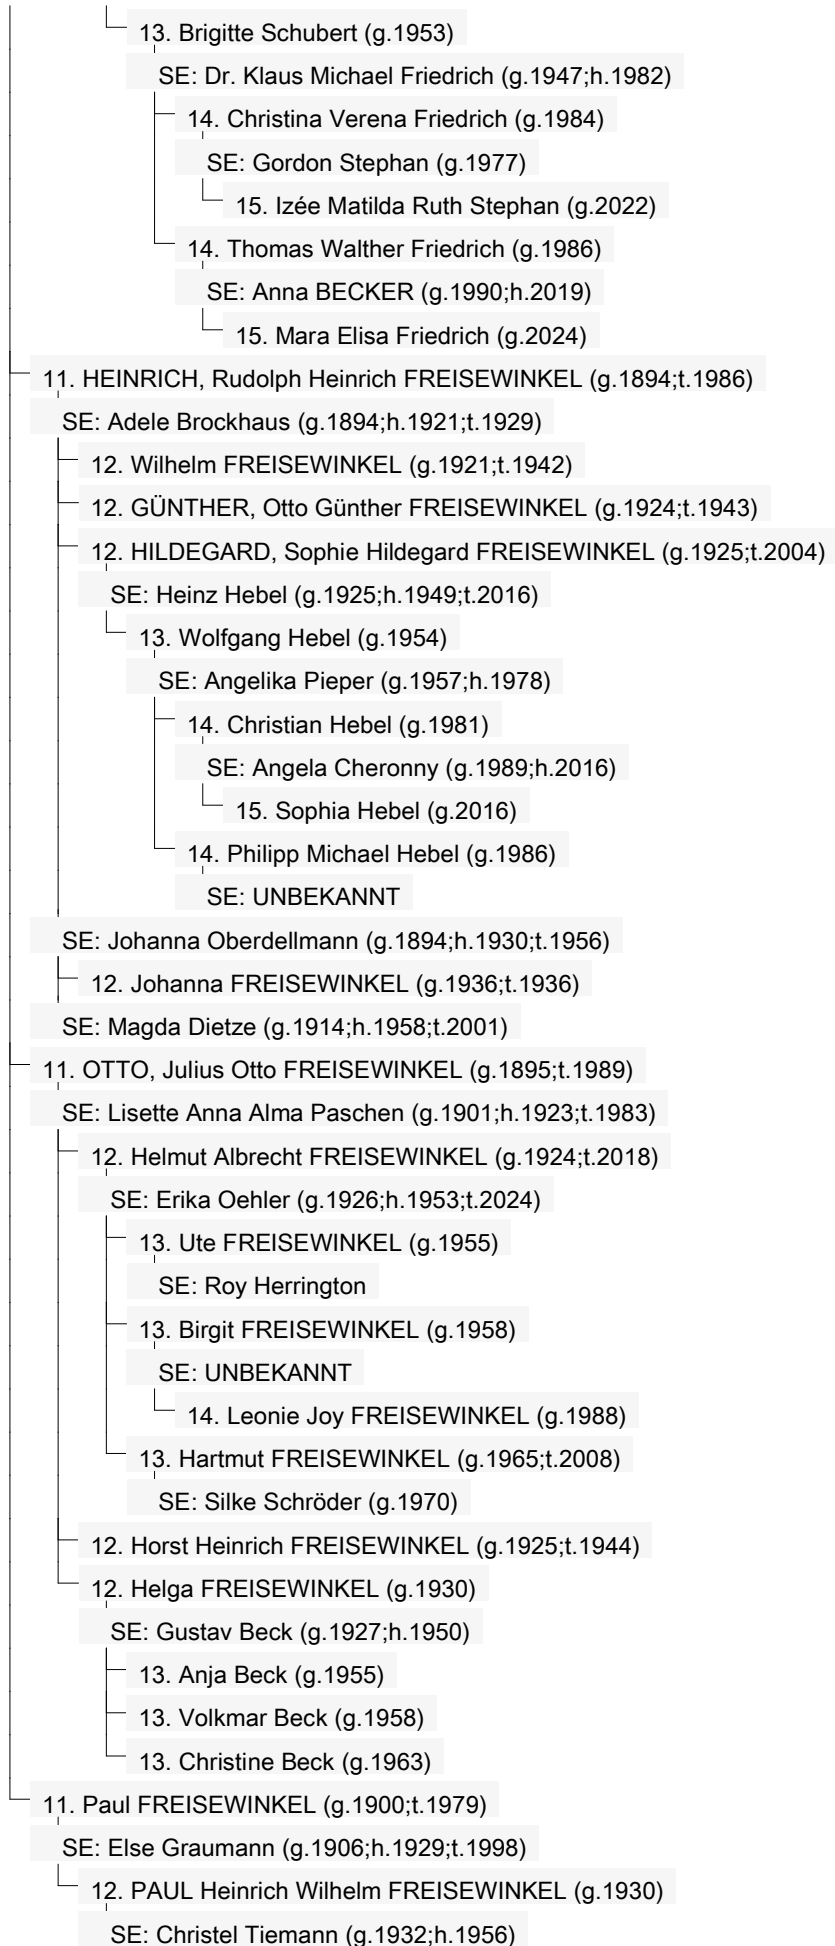 13. Brigitte Schubert (g.1953)
SE: Dr. Klaus Michael Friedrich (g.1947;h.1982)
14. Christina Verena Friedrich (g.1984)
SE: Gordon Stephan (g.1977)
15. Izée Matilda Ruth Stephan (g.2022)
14. Thomas Walther Friedrich (g.1986)
SE: Anna BECKER (g.1990;h.2019)
15. Mara Elisa Friedrich (g.2024)
11. HEINRICH, Rudolph Heinrich FREISEWINKEL (g.1894;t.1986)
SE: Adele Brockhaus (g.1894;h.1921;t.1929)
12. Wilhelm FREISEWINKEL (g.1921;t.1942)
12. GÜNTHER, Otto Günther FREISEWINKEL (g.1924;t.1943)
12. HILDEGARD, Sophie Hildegard FREISEWINKEL (g.1925;t.2004)
SE: Heinz Hebel (g.1925;h.1949;t.2016)
13. Wolfgang Hebel (g.1954)
SE: Angelika Pieper (g.1957;h.1978)
14. Christian Hebel (g.1981)
SE: Angela Cheronny (g.1989;h.2016)
15. Sophia Hebel (g.2016)
14. Philipp Michael Hebel (g.1986)
SE: UNBEKANNT
SE: Johanna Oberdellmann (g.1894;h.1930;t.1956)
12. Johanna FREISEWINKEL (g.1936;t.1936)
SE: Magda Dietze (g.1914;h.1958;t.2001)
11. OTTO, Julius Otto FREISEWINKEL (g.1895;t.1989)
SE: Lisette Anna Alma Paschen (g.1901;h.1923;t.1983)
12. Helmut Albrecht FREISEWINKEL (g.1924;t.2018)
SE: Erika Oehler (g.1926;h.1953;t.2024)
13. Ute FREISEWINKEL (g.1955)
SE: Roy Herrington
13. Birgit FREISEWINKEL (g.1958)
SE: UNBEKANNT
14. Leonie Joy FREISEWINKEL (g.1988)
13. Hartmut FREISEWINKEL (g.1965;t.2008)
SE: Silke Schröder (g.1970)
12. Horst Heinrich FREISEWINKEL (g.1925;t.1944)
12. Helga FREISEWINKEL (g.1930)
SE: Gustav Beck (g.1927;h.1950)
13. Anja Beck (g.1955)
13. Volkmar Beck (g.1958)
13. Christine Beck (g.1963)
11. Paul FREISEWINKEL (g.1900;t.1979)
SE: Else Graumann (g.1906;h.1929;t.1998)
12. PAUL Heinrich Wilhelm FREISEWINKEL (g.1930)
SE: Christel Tiemann (g.1932;h.1956)